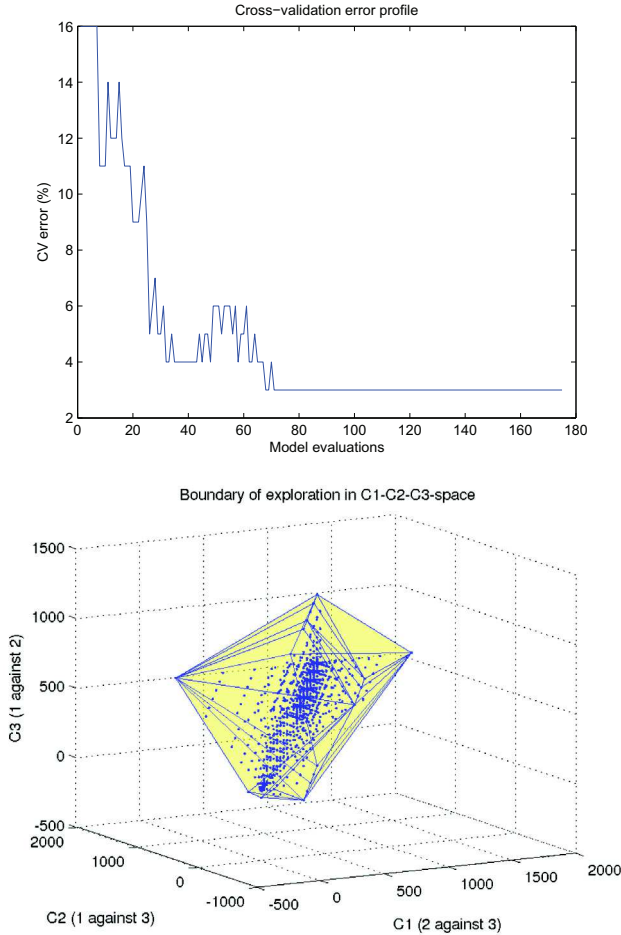 Cross−validation error profile
16
14
12
10
8
6
4
2
CV error (%)
0 20 40 60 80 100 120 140 160 180
Model evaluations
Boundary of exploration in C1-C2-C3-space
1500
1000
500
0
-500
C3 (1 against 2)
2000
1000
0
-1000
C2 (1 against 3)
-500 0 500 1000 1500 2000
C1 (2 against 3)